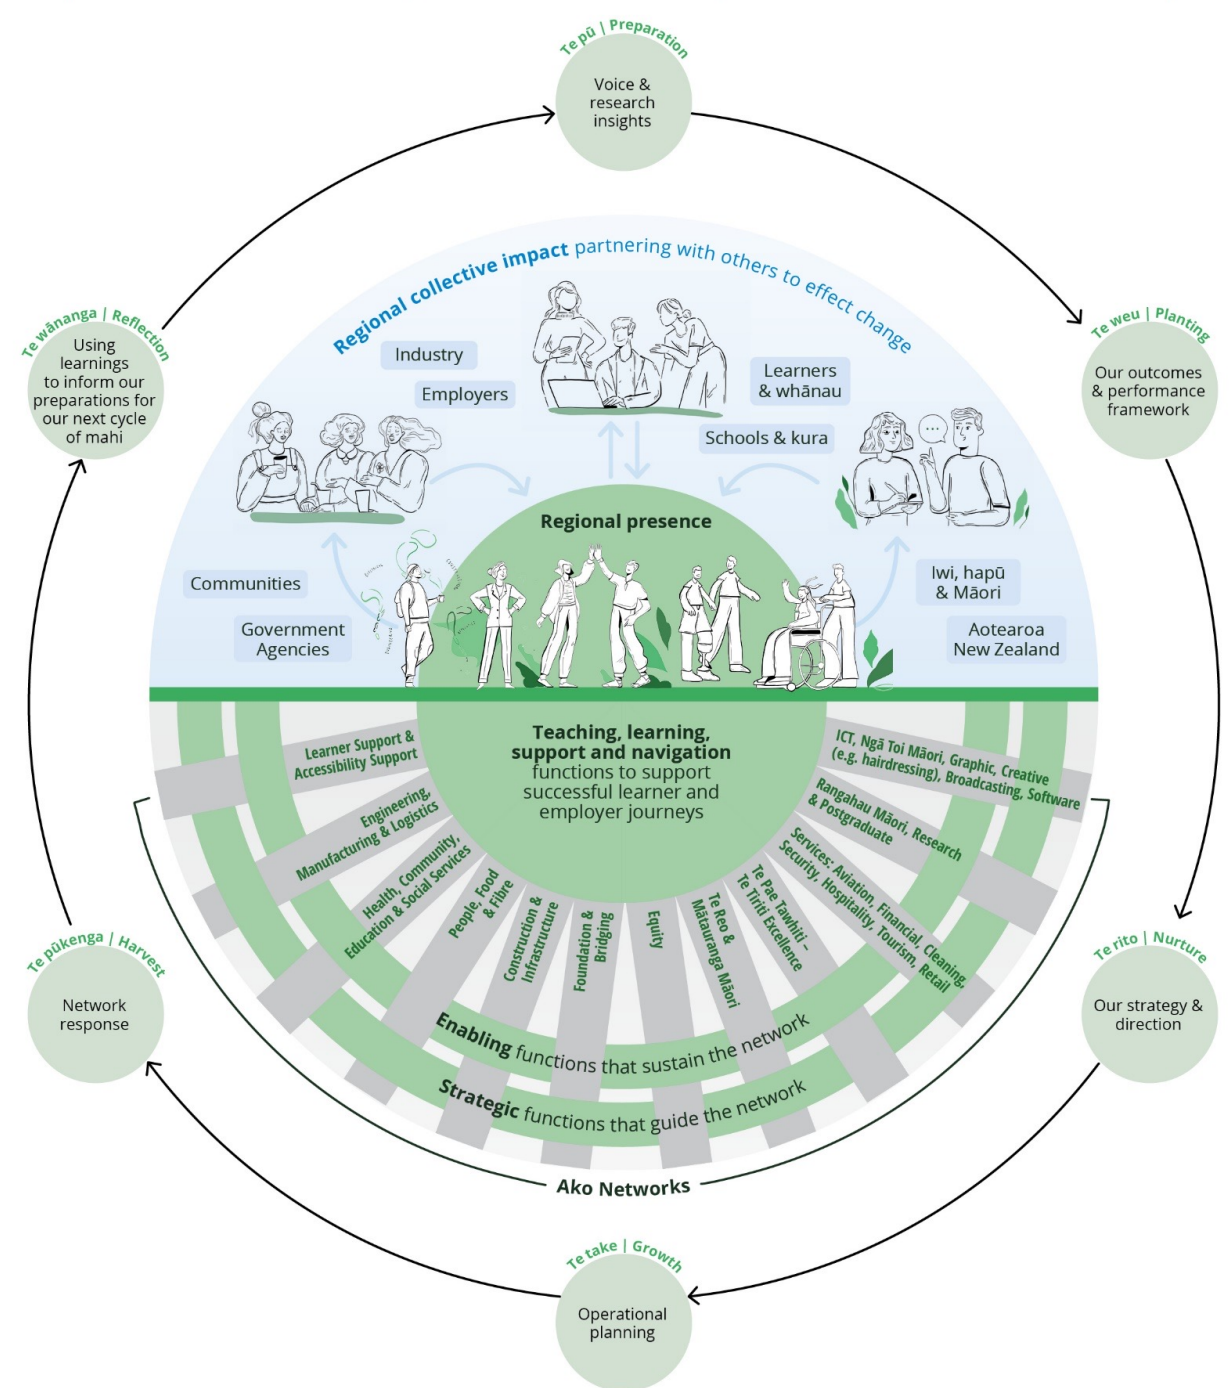 Te pū | Preparation
Voice &
research
insights
Te weu | Planting
Our outcomes
& performance
framework
Te rito | Nurture
Our strategy &
direction
Te take | Growth
Operational
planning
Te pūkenga | Harvest
Network
response
Te wānanga | Reflection
Using
learnings
to inform our
preparations for
our next cycle
of mahi
Regional collective impact partnering with others to effect change
Industry
Employers
Learners
& whānau
Schools & kura
Communities
Government
Agencies
Iwi, hapū
& Māori
Aotearoa
New Zealand
Regional presence
Teaching, learning,
support and navigation
functions to support
successful learner and
employer journeys
Learner Support &
Accessibility Support
Engineering,
Manufacturing & Logistics
Health, Community,
Education & Social Services
People, Food
& Fibre
Construction &
Infrastructure
Foundation &
Bridging
Equity
Te Reo &
Mātauranga Māori
Te Pae Tawhiti –
Te Tiriti Excellence
Services: Aviation, Financial, Cleaning,
Security, Hospitality, Tourism, Retail
Rangahau Māori, Research
& Postgraduate
ICT, Ngā Toi Māori, Graphic, Creative
(e.g. hairdressing), Broadcasting, Software
Enabling functions that sustain the network
Strategic functions that guide the network
Ako Networks